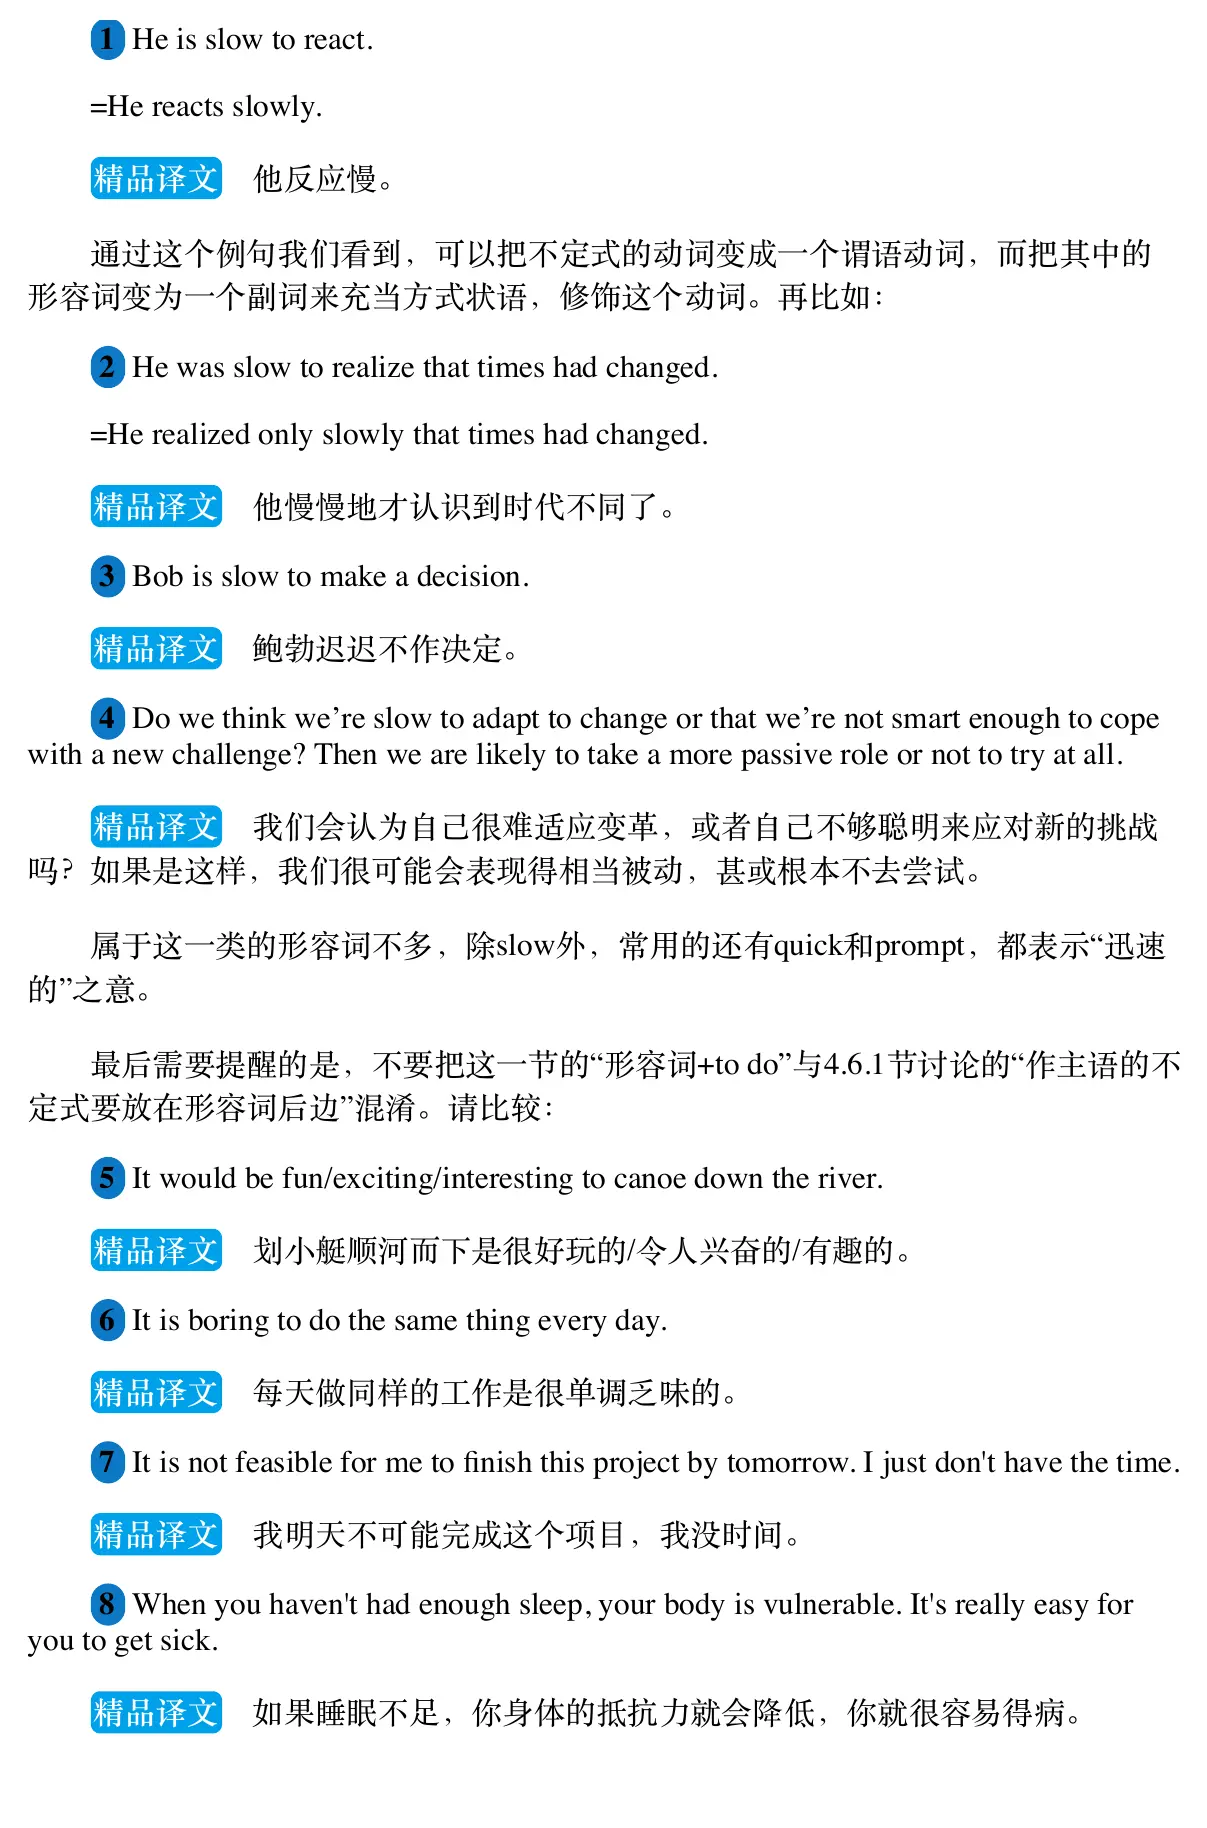 1 He is slow to react.
=He reacts slowly.
精品译文 他反应慢。
通过这个例句我们看到，可以把不定式的动词变成一个谓语动词，而把其中的
形容词变为一个副词来充当方式状语，修饰这个动词。再比如：
2 He was slow to realize that times had changed.
=He realized only slowly that times had changed.
精品译文 他慢慢地才认识到时代不同了。
3 Bob is slow to make a decision.
精品译文 鲍勃迟迟不作决定。
4 Do we think we’re slow to adapt to change or that we’re not smart enough to cope
with a new challenge? Then we are likely to take a more passive role or not to try at all.
精品译文 我们会认为自己很难适应变革，或者自己不够聪明来应对新的挑战
吗？如果是这样，我们很可能会表现得相当被动，甚或根本不去尝试。
属于这一类的形容词不多，除slow外，常用的还有quick和prompt，都表示“迅速
的”之意。
最后需要提醒的是，不要把这一节的“形容词+to do”与4.6.1节讨论的“作主语的不
定式要放在形容词后边”混淆。请比较：
5 It would be fun/exciting/interesting to canoe down the river.
精品译文 划小艇顺河而下是很好玩的/令人兴奋的/有趣的。
6 It is boring to do the same thing every day.
精品译文 每天做同样的工作是很单调乏味的。
7 It is not feasible for me to finish this project by tomorrow. I just don't have the time.
精品译文 我明天不可能完成这个项目，我没时间。
8 When you haven't had enough sleep, your body is vulnerable. It's really easy for
you to get sick.
精品译文 如果睡眠不足，你身体的抵抗力就会降低，你就很容易得病。